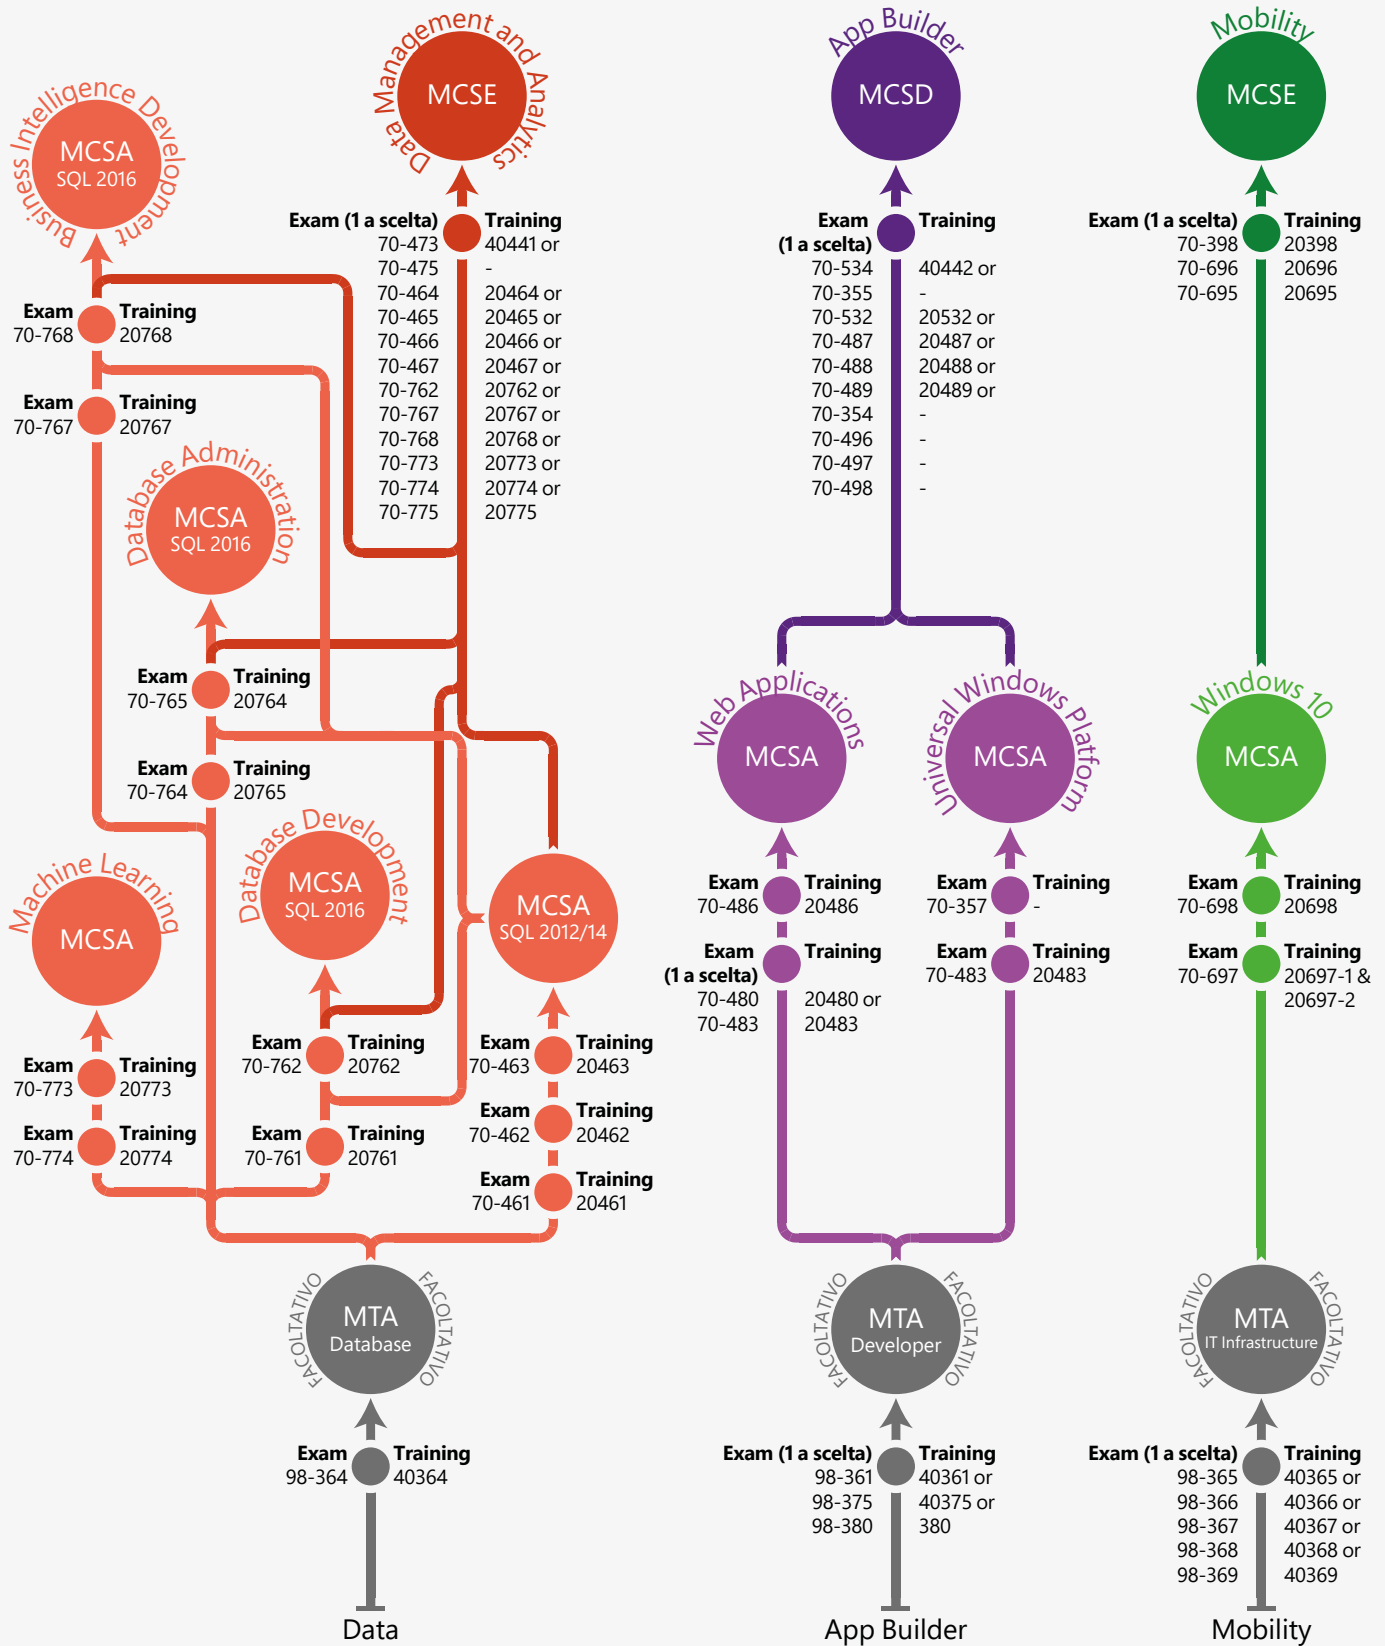 Data Management and Analytics
MCSE
Exam (1 a scelta)
Training
70-473
40441 or
70-475
-
70-464
20464 or
70-465
20465 or
70-466
20466 or
70-467
20467 or
70-762
20762 or
70-767
20767 or
70-768
20768 or
70-773
20773 or
70-774
20774 or
70-775
20775
Business Intelligence Development
MCSA
SQL 2016
Exam
Training
70-768
20768
Exam
Training
70-767
20767
Database Administration
MCSA
SQL 2016
Exam
Training
70-765
20764
Exam
Training
70-764
20765
Machine Learning
MCSA
Exam
Training
70-773
20773
Exam
Training
70-774
20774
Database Development
MCSA
SQL 2016
Exam
Training
70-762
20762
Exam
Training
70-761
20761
MCSA
SQL 2012/14
Exam
Training
70-463
20463
Exam
Training
70-462
20462
Exam
Training
70-461
20461
FACOLTATIVO
MTA
Database
FACOLTATIVO
Exam
Training
98-364
40364
Data
App Builder
MCSD
Exam
(1 a scelta)
Training
70-534
40442 or
70-355
-
70-532
20532 or
70-487
20487 or
70-488
20488 or
70-489
20489 or
70-354
-
70-496
-
70-497
-
70-498
-
Web Applications
MCSA
Exam
Training
70-486
20486
Exam
(1 a scelta)
Training
70-480
20480 or
70-483
20483
Universal Windows Platform
MCSA
Exam
Training
70-357
-
Exam
Training
70-483
20483
FACOLTATIVO
MTA
Developer
FACOLTATIVO
Exam (1 a scelta)
Training
98-361
40361 or
98-375
40375 or
98-380
380
App Builder
Mobility
MCSE
Exam (1 a scelta)
Training
70-398
20398
70-696
20696
70-695
20695
Windows 10
MCSA
Exam
Training
70-698
20698
Exam
Training
70-697
20697-1 &
20697-2
FACOLTATIVO
MTA
IT Infrastructure
FACOLTATIVO
Exam (1 a scelta)
Training
98-365
40365 or
98-366
40366 or
98-367
40367 or
98-368
40368 or
98-369
40369
Mobility